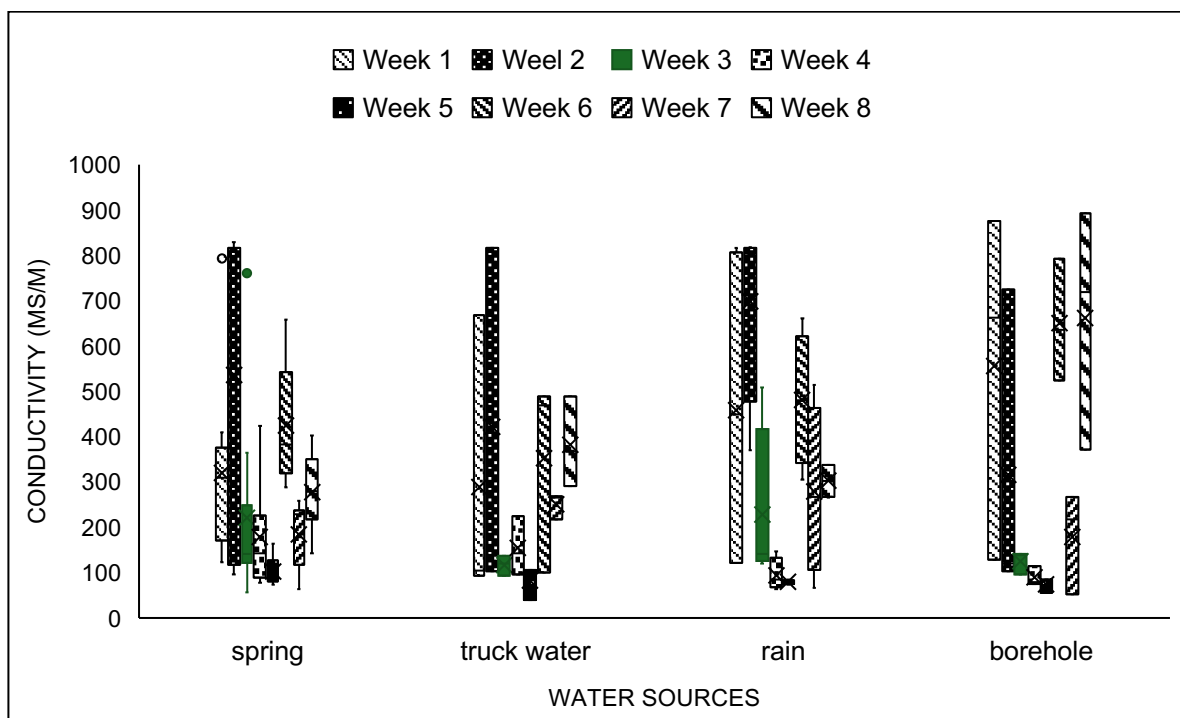 Week 1 Weel 2 Week 3 Week 4
Week 5 Week 6 Week 7 Week 8
1000
900
800
700
600
500
400
300
200
100
0
CONDUCTIVITY (MS/M)
spring truck water rain borehole
WATER SOURCES